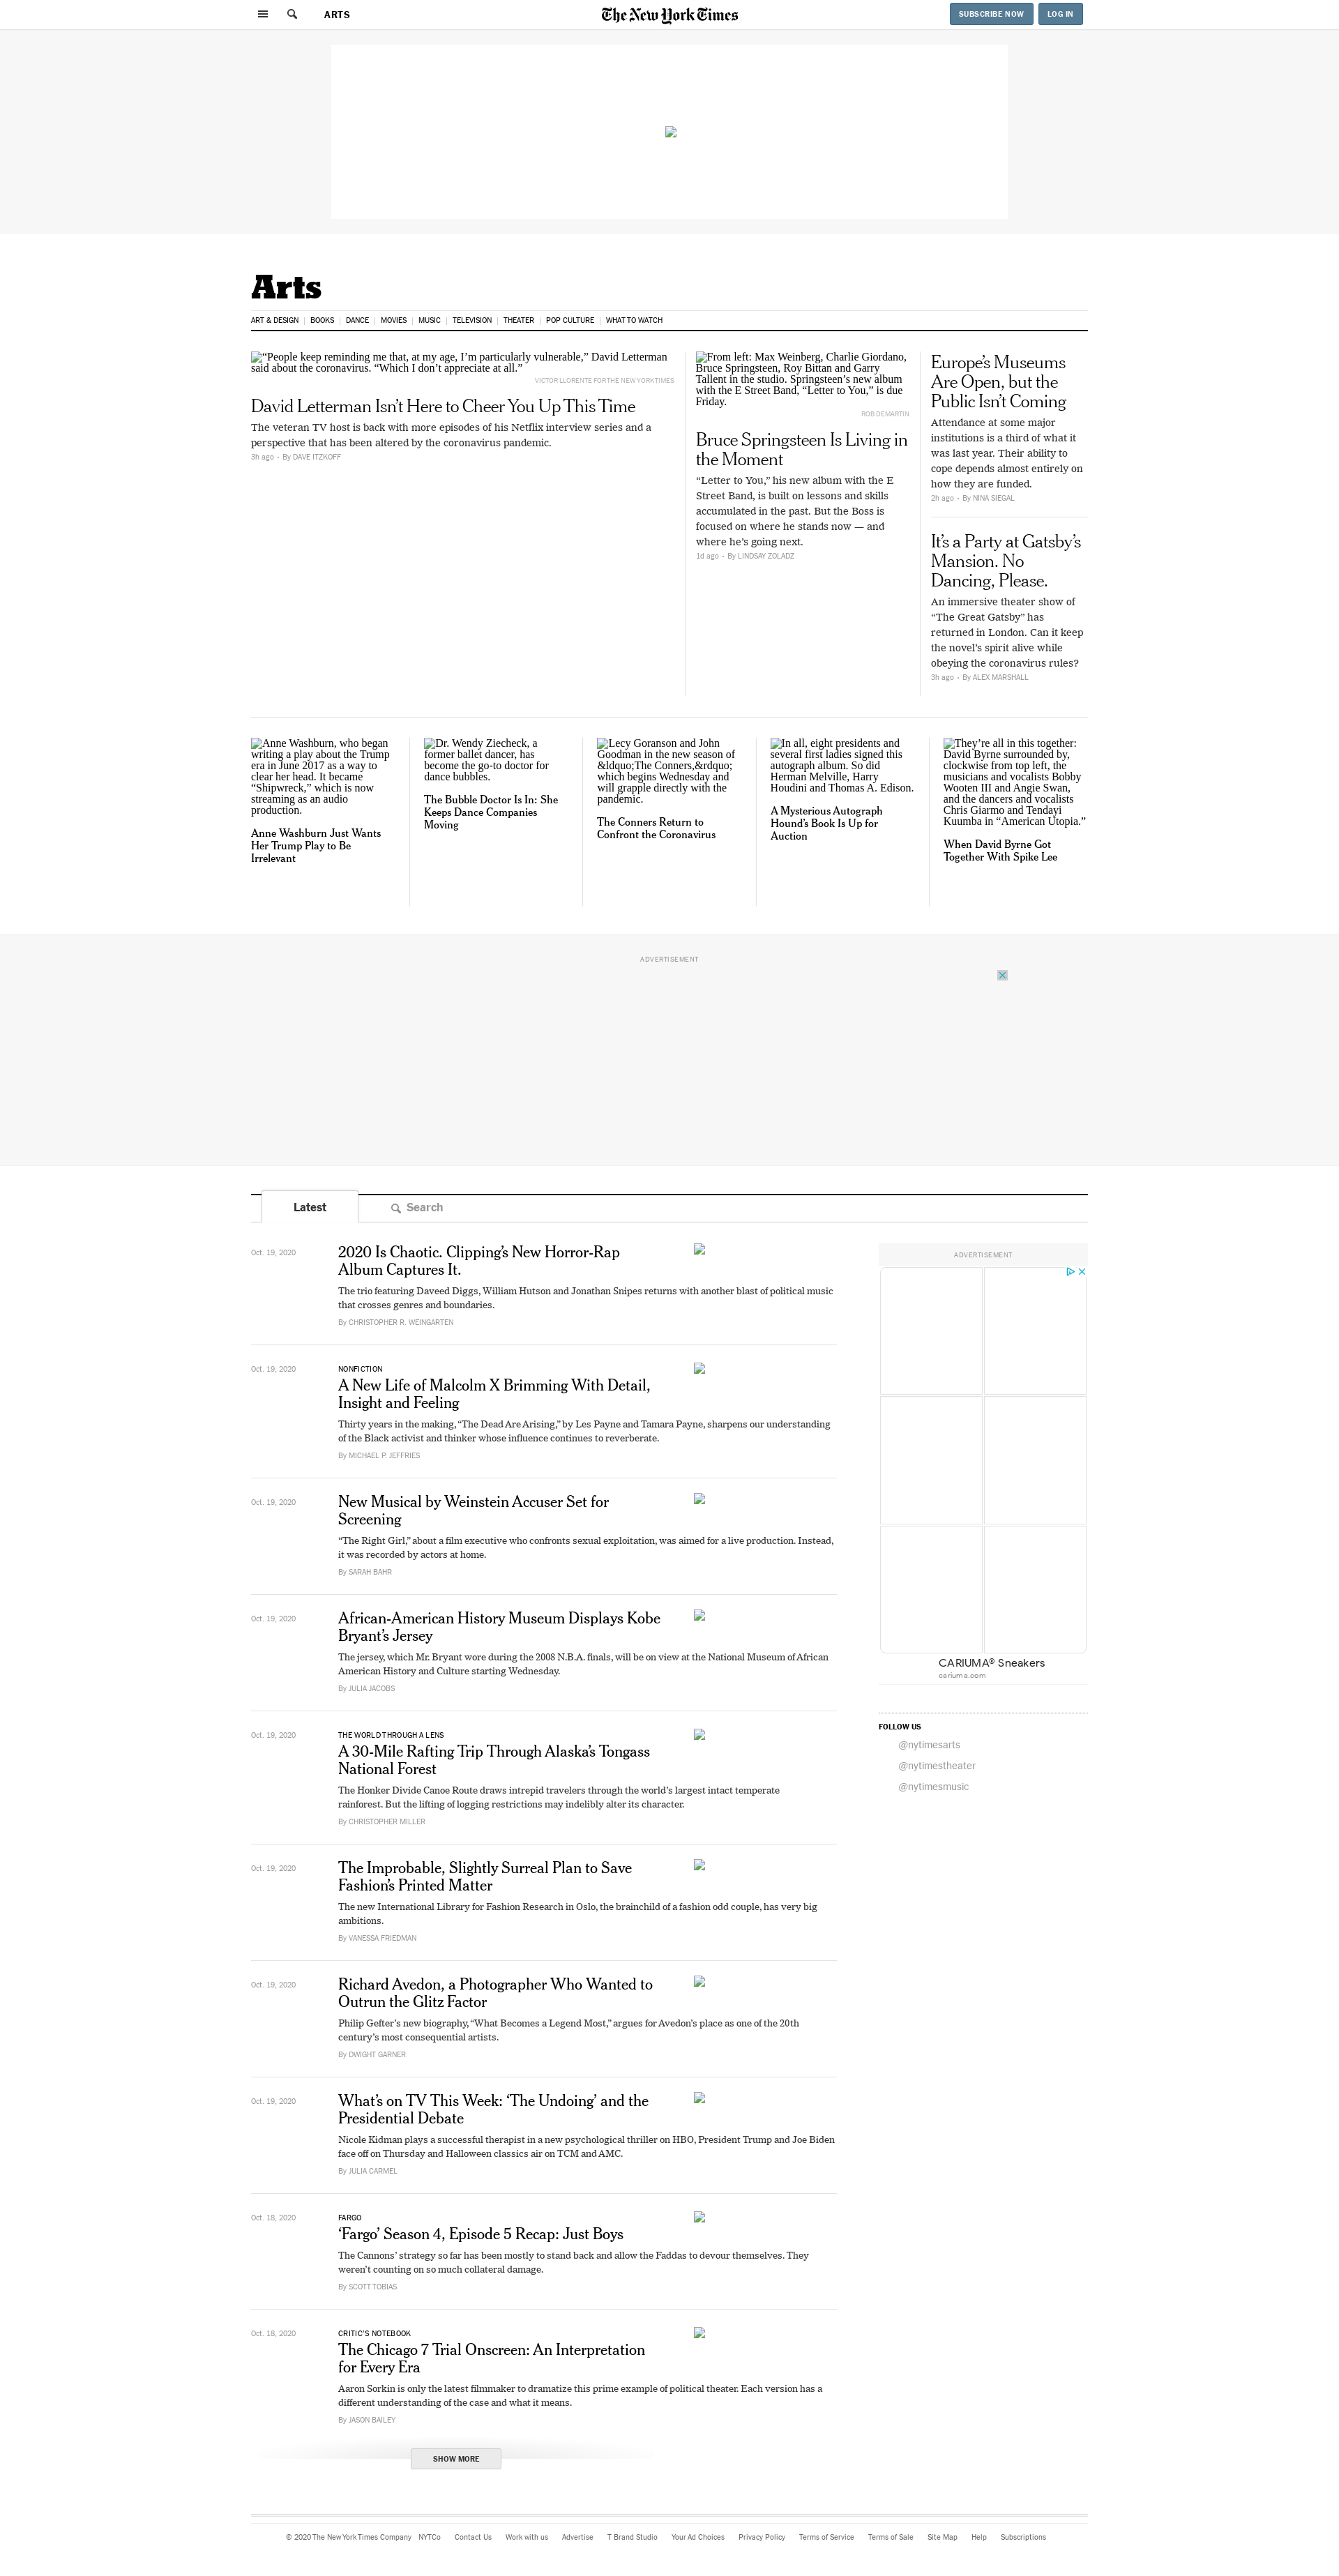 ARTS
The New York Times
SUBSCRIBE NOW
LOG IN
Arts
ART & DESIGN
BOOKS
DANCE
MOVIES
MUSIC
TELEVISION
THEATER
POP CULTURE
WHAT TO WATCH
“People keep reminding me that, at my age, I’m particularly vulnerable,” David Letterman
said about the coronavirus. “Which I don’t appreciate at all.”
VICTOR LLORENTE FOR THE NEW YORK TIMES
David Letterman Isn’t Here to Cheer You Up This Time
The veteran TV host is back with more episodes of his Netflix interview series and a
perspective that has been altered by the coronavirus pandemic.
3h ago • By DAVE ITZKOFF
From left: Max Weinberg, Charlie Giordano,
Bruce Springsteen, Roy Bittan and Garry
Tallent in the studio. Springsteen’s new album
with the E Street Band, “Letter to You,” is due
Friday.
ROB DEMARTIN
Bruce Springsteen Is Living in
the Moment
“Letter to You,” his new album with the E
Street Band, is built on lessons and skills
accumulated in the past. But the Boss is
focused on where he stands now — and
where he’s going next.
1d ago • By LINDSAY ZOLADZ
Europe’s Museums
Are Open, but the
Public Isn’t Coming
Attendance at some major
institutions is a third of what it
was last year. Their ability to
cope depends almost entirely on
how they are funded.
2h ago • By NINA SIEGAL
It’s a Party at Gatsby’s
Mansion. No
Dancing, Please.
An immersive theater show of
“The Great Gatsby” has
returned in London. Can it keep
the novel’s spirit alive while
obeying the coronavirus rules?
3h ago • By ALEX MARSHALL
Anne Washburn, who began
writing a play about the Trump
era in June 2017 as a way to
clear her head. It became
“Shipwreck,” which is now
streaming as an audio
production.
Anne Washburn Just Wants
Her Trump Play to Be
Irrelevant
Dr. Wendy Ziecheck, a
former ballet dancer, has
become the go-to doctor for
dance bubbles.
The Bubble Doctor Is In: She
Keeps Dance Companies
Moving
Lecy Goranson and John
Goodman in the new season of
&ldquo;The Conners,&rdquo;
which begins Wednesday and
will grapple directly with the
pandemic.
The Conners Return to
Confront the Coronavirus
In all, eight presidents and
several first ladies signed this
autograph album. So did
Herman Melville, Harry
Houdini and Thomas A. Edison.
A Mysterious Autograph
Hound’s Book Is Up for
Auction
They’re all in this together:
David Byrne surrounded by,
clockwise from top left, the
musicians and vocalists Bobby
Wooten III and Angie Swan,
and the dancers and vocalists
Chris Giarmo and Tendayi
Kuumba in “American Utopia.”
When David Byrne Got
Together With Spike Lee
ADVERTISEMENT
Latest
Search
Oct. 19, 2020
2020 Is Chaotic. Clipping’s New Horror-Rap
Album Captures It.
The trio featuring Daveed Diggs, William Hutson and Jonathan Snipes returns with another blast of political music
that crosses genres and boundaries.
By CHRISTOPHER R. WEINGARTEN
Oct. 19, 2020
NONFICTION
A New Life of Malcolm X Brimming With Detail,
Insight and Feeling
Thirty years in the making, “The Dead Are Arising,” by Les Payne and Tamara Payne, sharpens our understanding
of the Black activist and thinker whose influence continues to reverberate.
By MICHAEL P. JEFFRIES
Oct. 19, 2020
New Musical by Weinstein Accuser Set for
Screening
“The Right Girl,” about a film executive who confronts sexual exploitation, was aimed for a live production. Instead,
it was recorded by actors at home.
By SARAH BAHR
Oct. 19, 2020
African-American History Museum Displays Kobe
Bryant’s Jersey
The jersey, which Mr. Bryant wore during the 2008 N.B.A. finals, will be on view at the National Museum of African
American History and Culture starting Wednesday.
By JULIA JACOBS
Oct. 19, 2020
THE WORLD THROUGH A LENS
A 30-Mile Rafting Trip Through Alaska’s Tongass
National Forest
The Honker Divide Canoe Route draws intrepid travelers through the world’s largest intact temperate
rainforest. But the lifting of logging restrictions may indelibly alter its character.
By CHRISTOPHER MILLER
Oct. 19, 2020
The Improbable, Slightly Surreal Plan to Save
Fashion’s Printed Matter
The new International Library for Fashion Research in Oslo, the brainchild of a fashion odd couple, has very big
ambitions.
By VANESSA FRIEDMAN
Oct. 19, 2020
Richard Avedon, a Photographer Who Wanted to
Outrun the Glitz Factor
Philip Gefter’s new biography, “What Becomes a Legend Most,” argues for Avedon’s place as one of the 20th
century’s most consequential artists.
By DWIGHT GARNER
Oct. 19, 2020
What’s on TV This Week: ‘The Undoing’ and the
Presidential Debate
Nicole Kidman plays a successful therapist in a new psychological thriller on HBO, President Trump and Joe Biden
face off on Thursday and Halloween classics air on TCM and AMC.
By JULIA CARMEL
Oct. 18, 2020
FARGO
‘Fargo’ Season 4, Episode 5 Recap: Just Boys
The Cannons’ strategy so far has been mostly to stand back and allow the Faddas to devour themselves. They
weren’t counting on so much collateral damage.
By SCOTT TOBIAS
Oct. 18, 2020
CRITIC’S NOTEBOOK
The Chicago 7 Trial Onscreen: An Interpretation
for Every Era
Aaron Sorkin is only the latest filmmaker to dramatize this prime example of political theater. Each version has a
different understanding of the case and what it means.
By JASON BAILEY
SHOW MORE
ADVERTISEMENT
CARIUMA® Sneakers
cariuma.com
FOLLOW US
@nytimesarts
@nytimestheater
@nytimesmusic
© 2020 The New York Times Company NYTCo Contact Us Work with us Advertise T Brand Studio Your Ad Choices Privacy Policy Terms of Service Terms of Sale Site Map Help Subscriptions